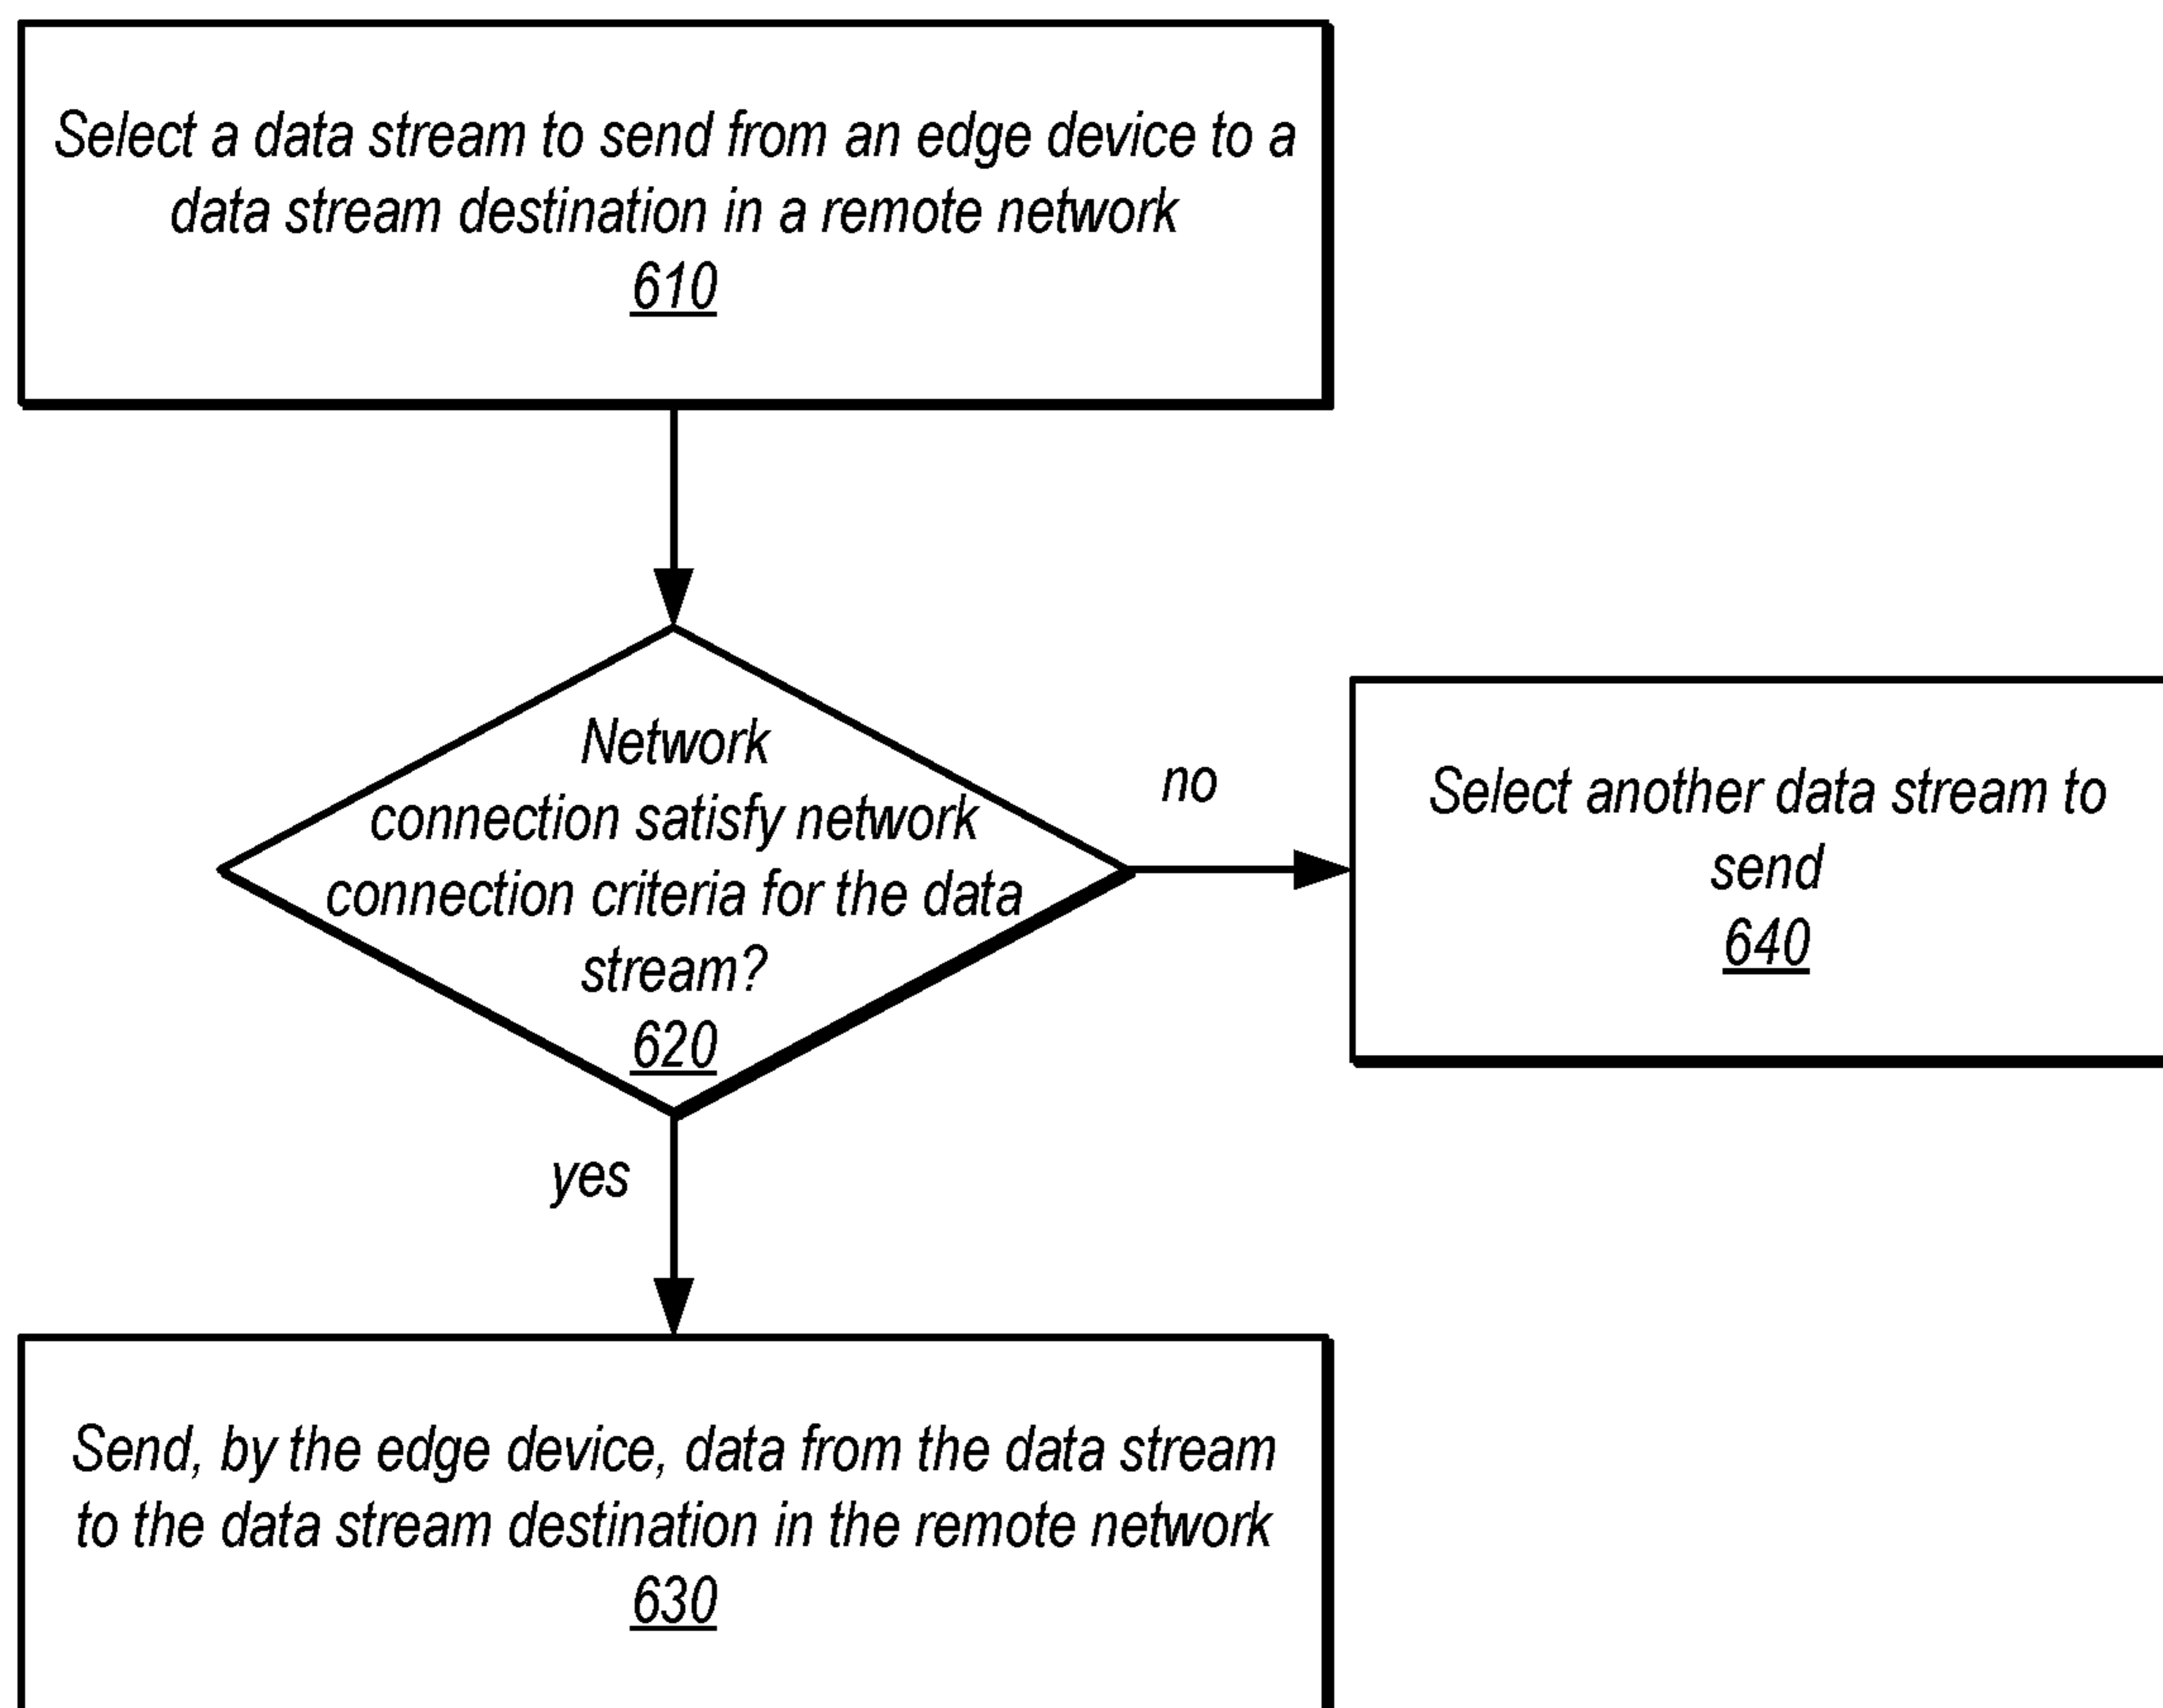 Select a data stream to send from an edge device to a
data stream destination in a remote network
610
Network
connection satisfy network
connection criteria for the data
stream?
620
no
Select another data stream to
send
640
yes
Send, by the edge device, data from the data stream
to the data stream destination in the remote network
630